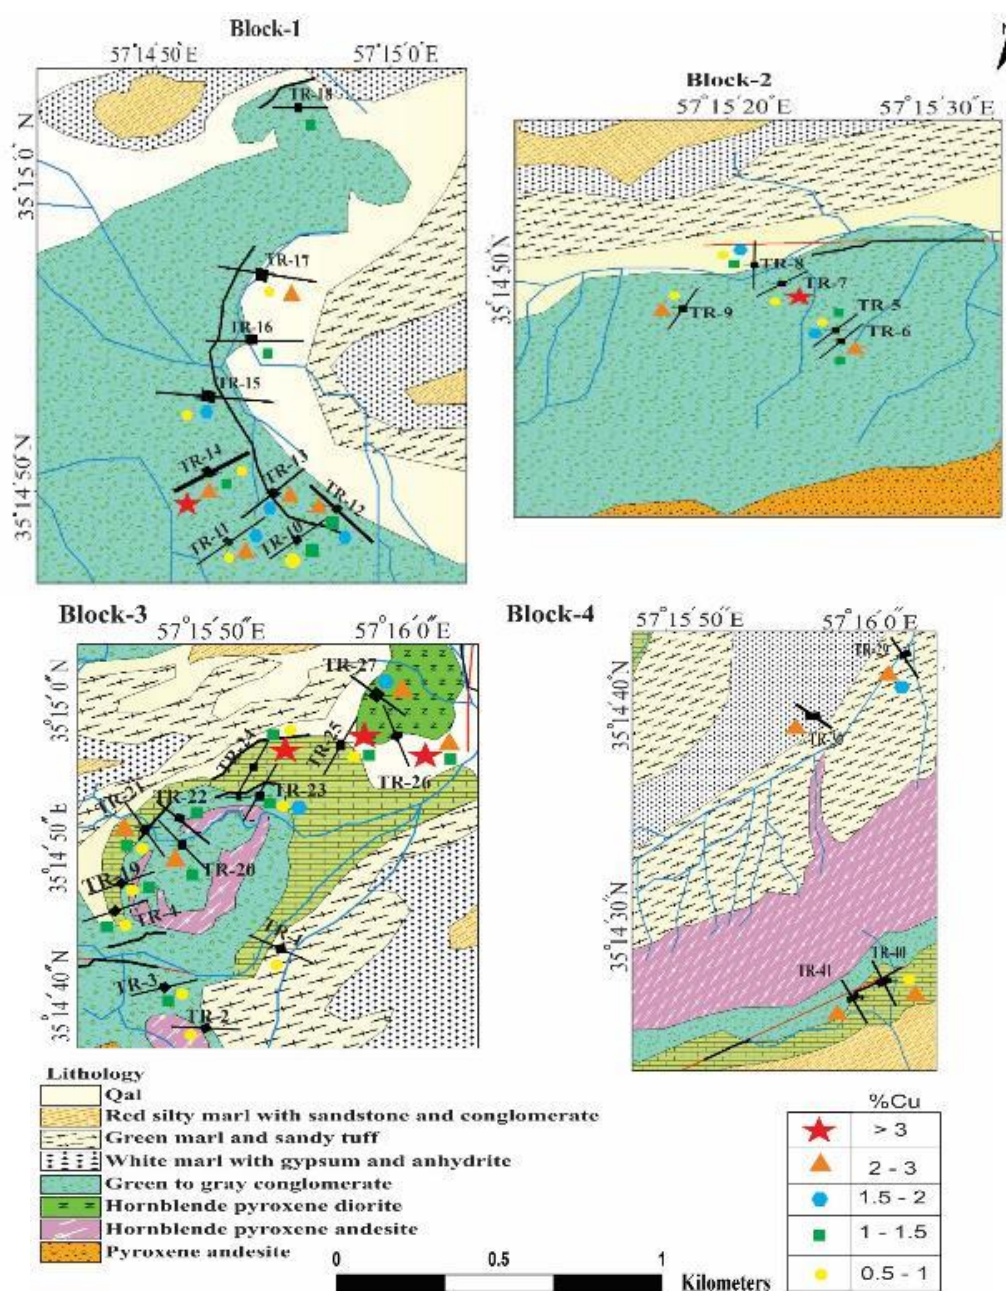 Block-1
57°14'50"E
57°15'0"E
35°15'0"N
35°14'50"N
TR-18
TR-17
TR-16
TR-15
TR-14
TR-13
TR-12
TR-11
TR-10
Block-2
57°15'20"E
57°15'30"E
35°14'50"N
TR-8
TR-7
TR-5
TR-9
TR-6
Block-3
57°15'50"E
57°16'0"E
35°15'0"N
35°14'50"E
35°14'40"N
TR-27
TR-25
TR-24
TR-26
TR-21
TR-22
TR-23
TR-20
TR-19
TR-4
TR-1
TR-3
TR-2
Block-4
57°15'50"E
57°16'0"E
35°14'40"N
35°14'30"N
TR-29
TR-30
TR-40
TR-41
Lithology
Qal
Red silty marl with sandstone and conglomerate
Green marl and sandy tuff
White marl with gypsum and anhydrite
Green to gray conglomerate
Hornblende pyroxene diorite
Hornblende pyroxene andesite
Pyroxene andesite
%Cu
> 3
2 - 3
1.5 - 2
1 - 1.5
0.5 - 1
0 0.5 1
Kilometers